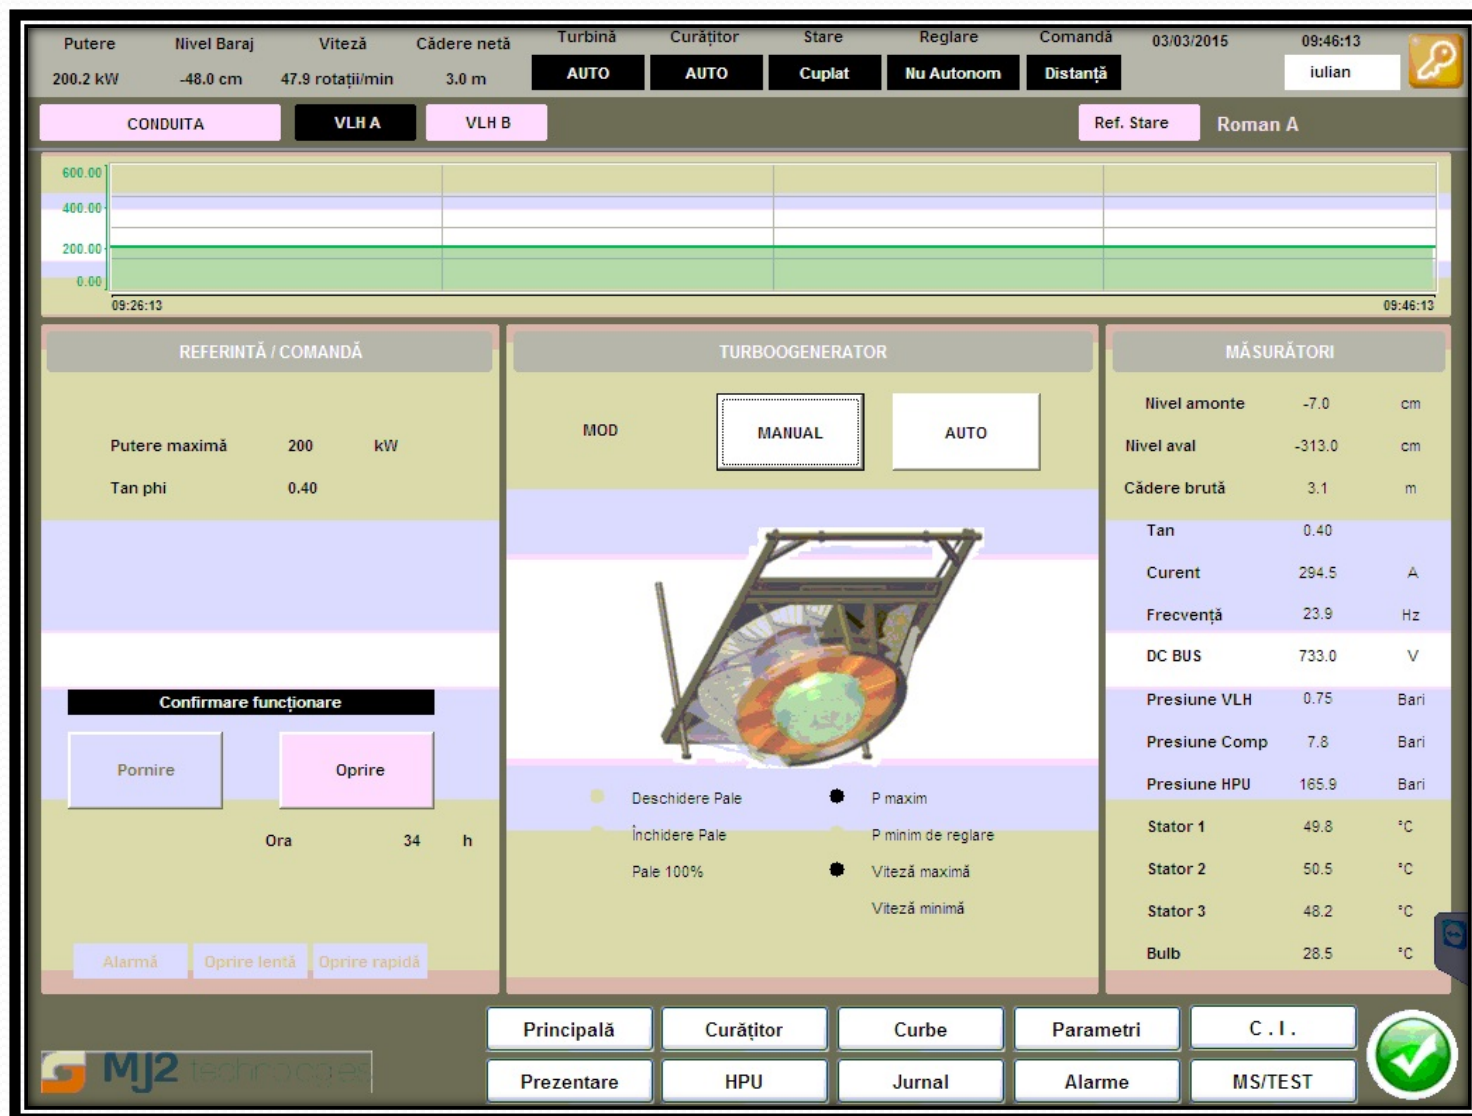 Putere Nivel Baraj Viteză Cădere netă Turbină Curățitor Stare Reglare Comandă 03/03/2015 09:46:13
200.2 kW -48.0 cm 47.9 rotații/min 3.0 m AUTO AUTO Cuplat Nu Autonom Distanță iulian
CONDUITA VLH A VLH B Ref. Stare Roman A
600.00
400.00
200.00
0.00
09:26:13 09:46:13
REFERINTĂ / COMANDĂ
Putere maximă 200 kW
Tan phi 0.40
Confirmare funcționare
Pornire Oprire
Ora 34 h
Alarmă Oprire lentă Oprire rapidă
TURBOOGENERATOR
MOD MANUAL AUTO
Deschidere Pale P maxim
Închidere Pale P minim de reglare
Pale 100% Viteză maximă
Viteză minimă
MĂSURĂTORI
Nivel amonte -7.0 cm
Nivel aval -313.0 cm
Cădere brută 3.1 m
Tan 0.40
Curent 294.5 A
Frecvență 23.9 Hz
DC BUS 733.0 V
Presiune VLH 0.75 Bari
Presiune Comp 7.8 Bari
Presiune HPU 165.9 Bari
Stator 1 49.8 °C
Stator 2 50.5 °C
Stator 3 48.2 °C
Bulb 28.5 °C
Principală Curățitor Curbe Parametri C . I .
MJ2 technologies
Prezentare HPU Jurnal Alarme MS/TEST